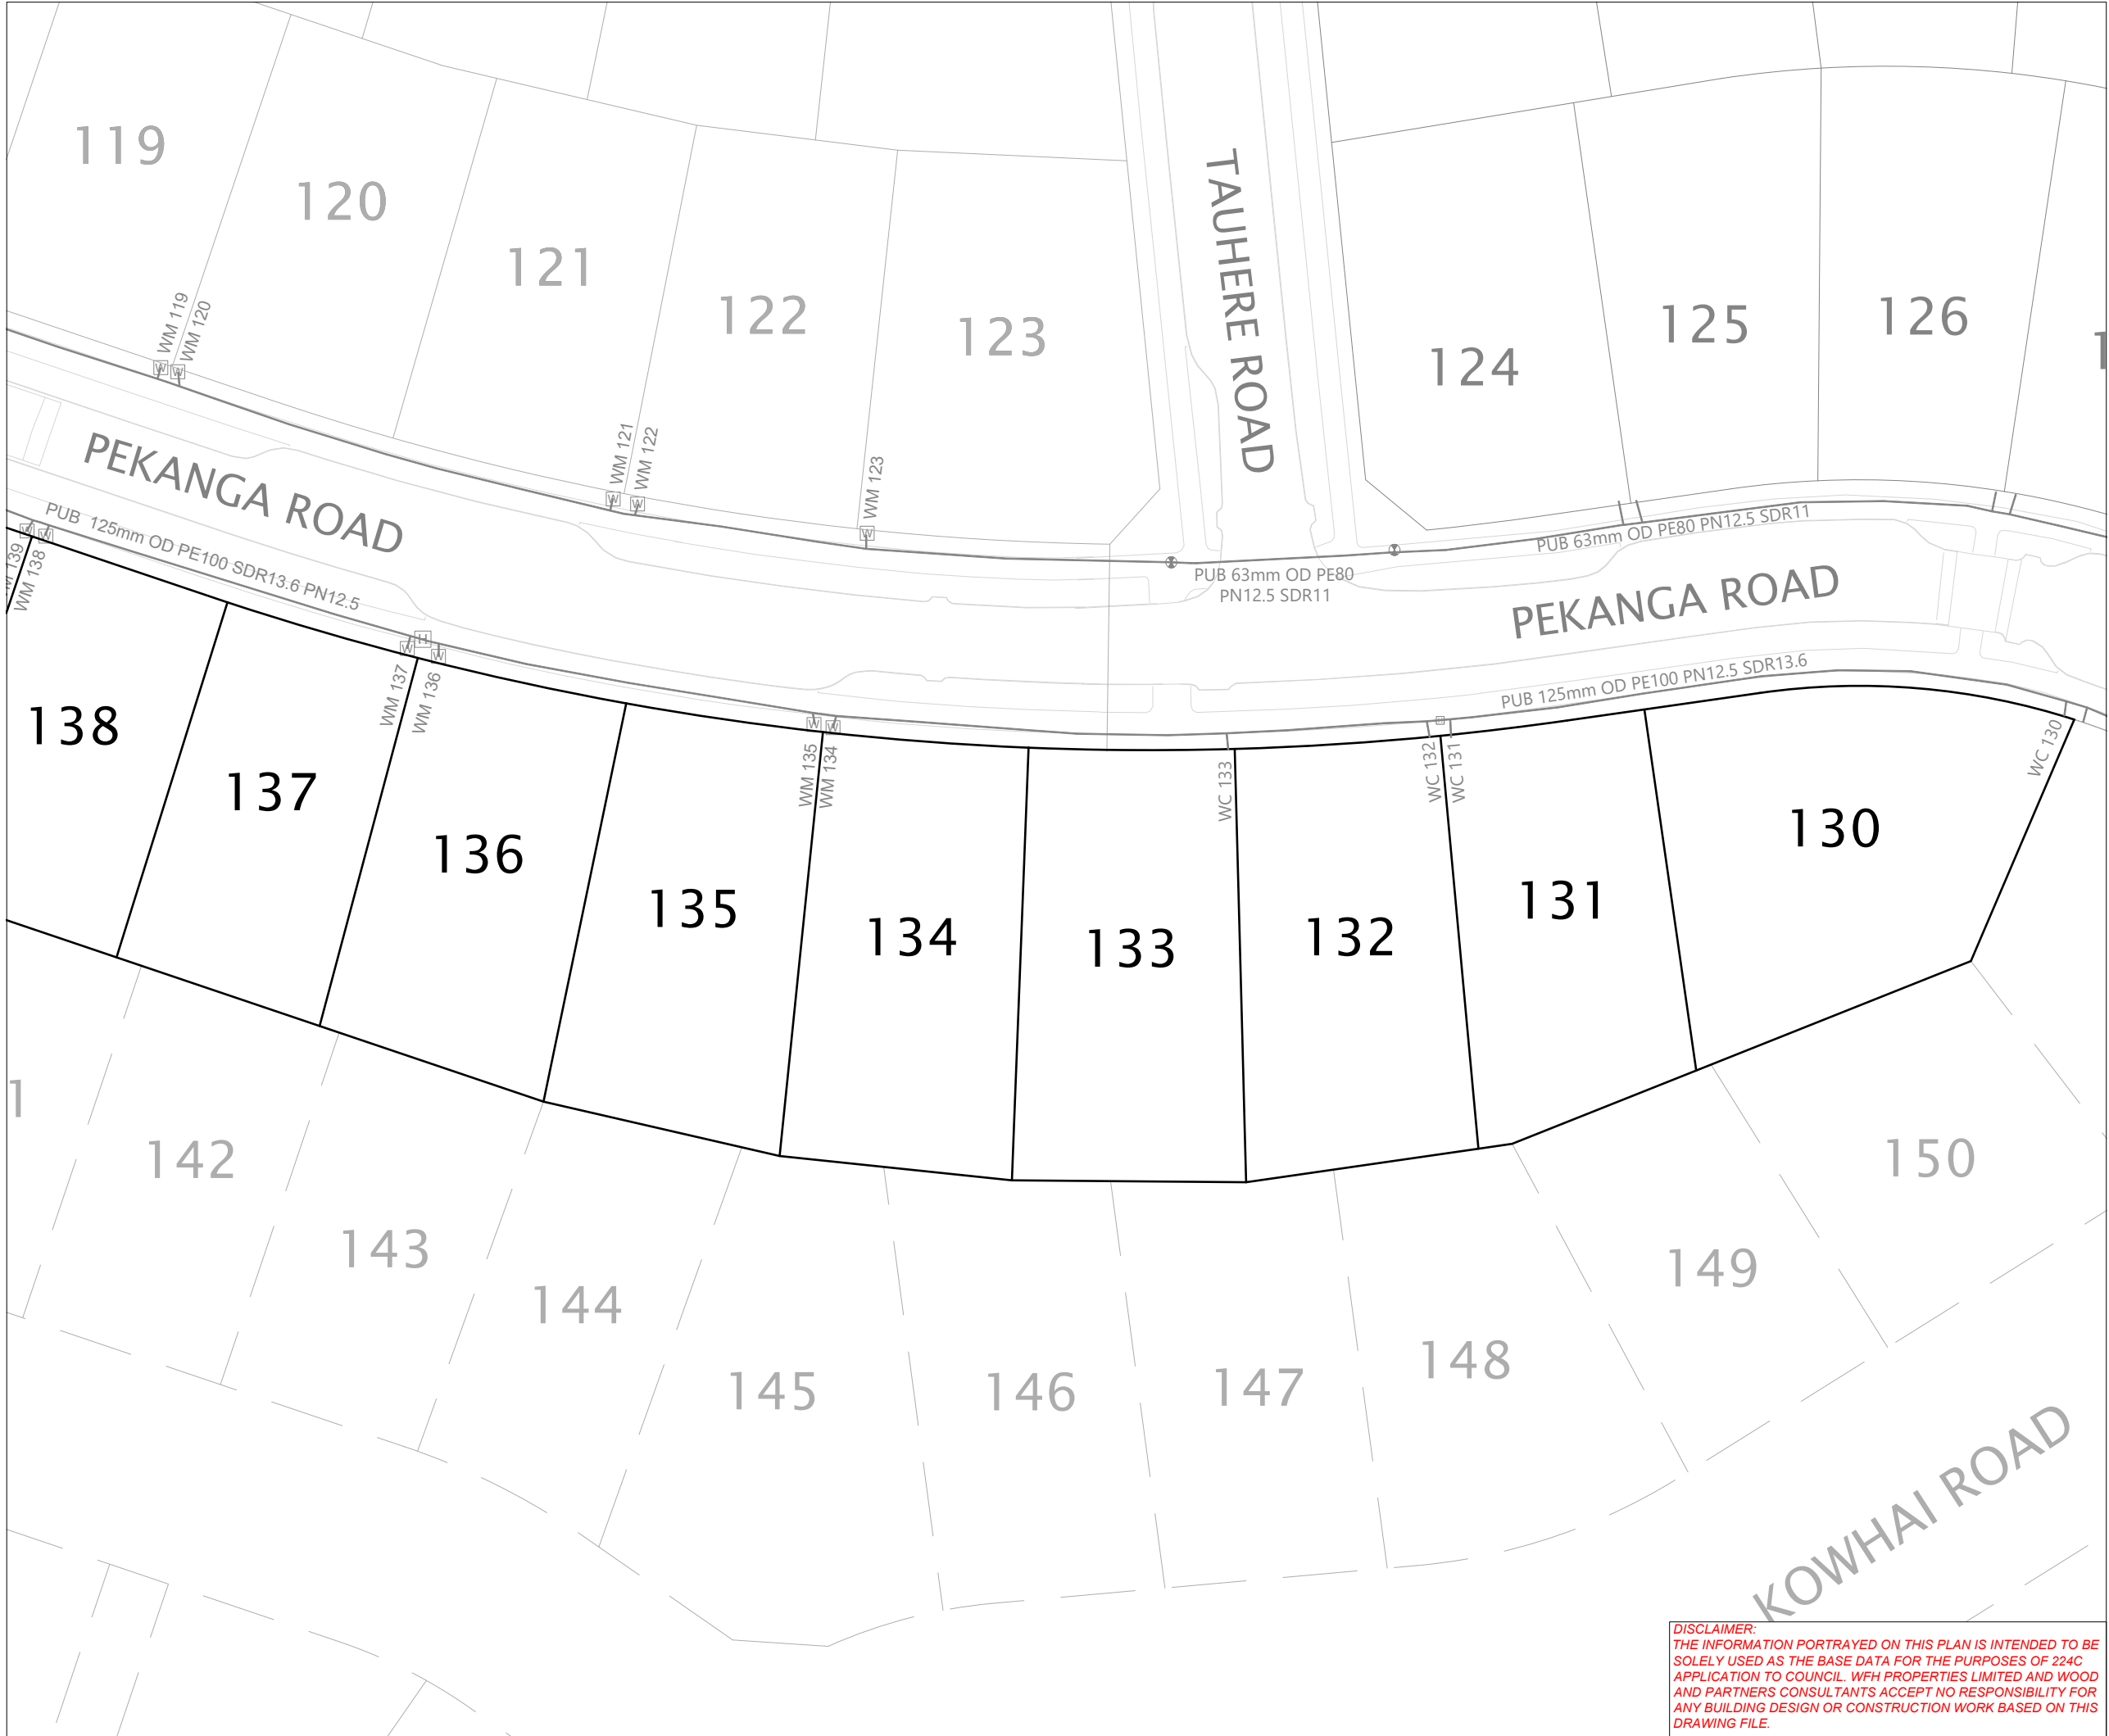 119
120
121
122
123
TAUHERE ROAD
124
125
126
WM 119
WM 120
WM 121
WM 122
WM 123
W
W
W
W
W
PEKANGA ROAD
PUB 125mm OD PE100 SDR13.6 PN12.5
PUB 63mm OD PE80
PN12.5 SDR11
PUB 63mm OD PE80 PN12.5 SDR11
PEKANGA ROAD
PUB 125mm OD PE100 PN12.5 SDR13.6
W
W
139
WM 138
W
H
W
WM 137
WM 136
W
W
WM 135
WM 134
WC 133
H
WC 132
WC 131
WC 130
138
137
136
135
134
133
132
131
130
1
142
143
144
145
146
147
148
149
150
KOWHAI ROAD
DISCLAIMER:
THE INFORMATION PORTRAYED ON THIS PLAN IS INTENDED TO BE
SOLELY USED AS THE BASE DATA FOR THE PURPOSES OF 224C
APPLICATION TO COUNCIL. WFH PROPERTIES LIMITED AND WOOD
AND PARTNERS CONSULTANTS ACCEPT NO RESPONSIBILITY FOR
ANY BUILDING DESIGN OR CONSTRUCTION WORK BASED ON THIS
DRAWING FILE.